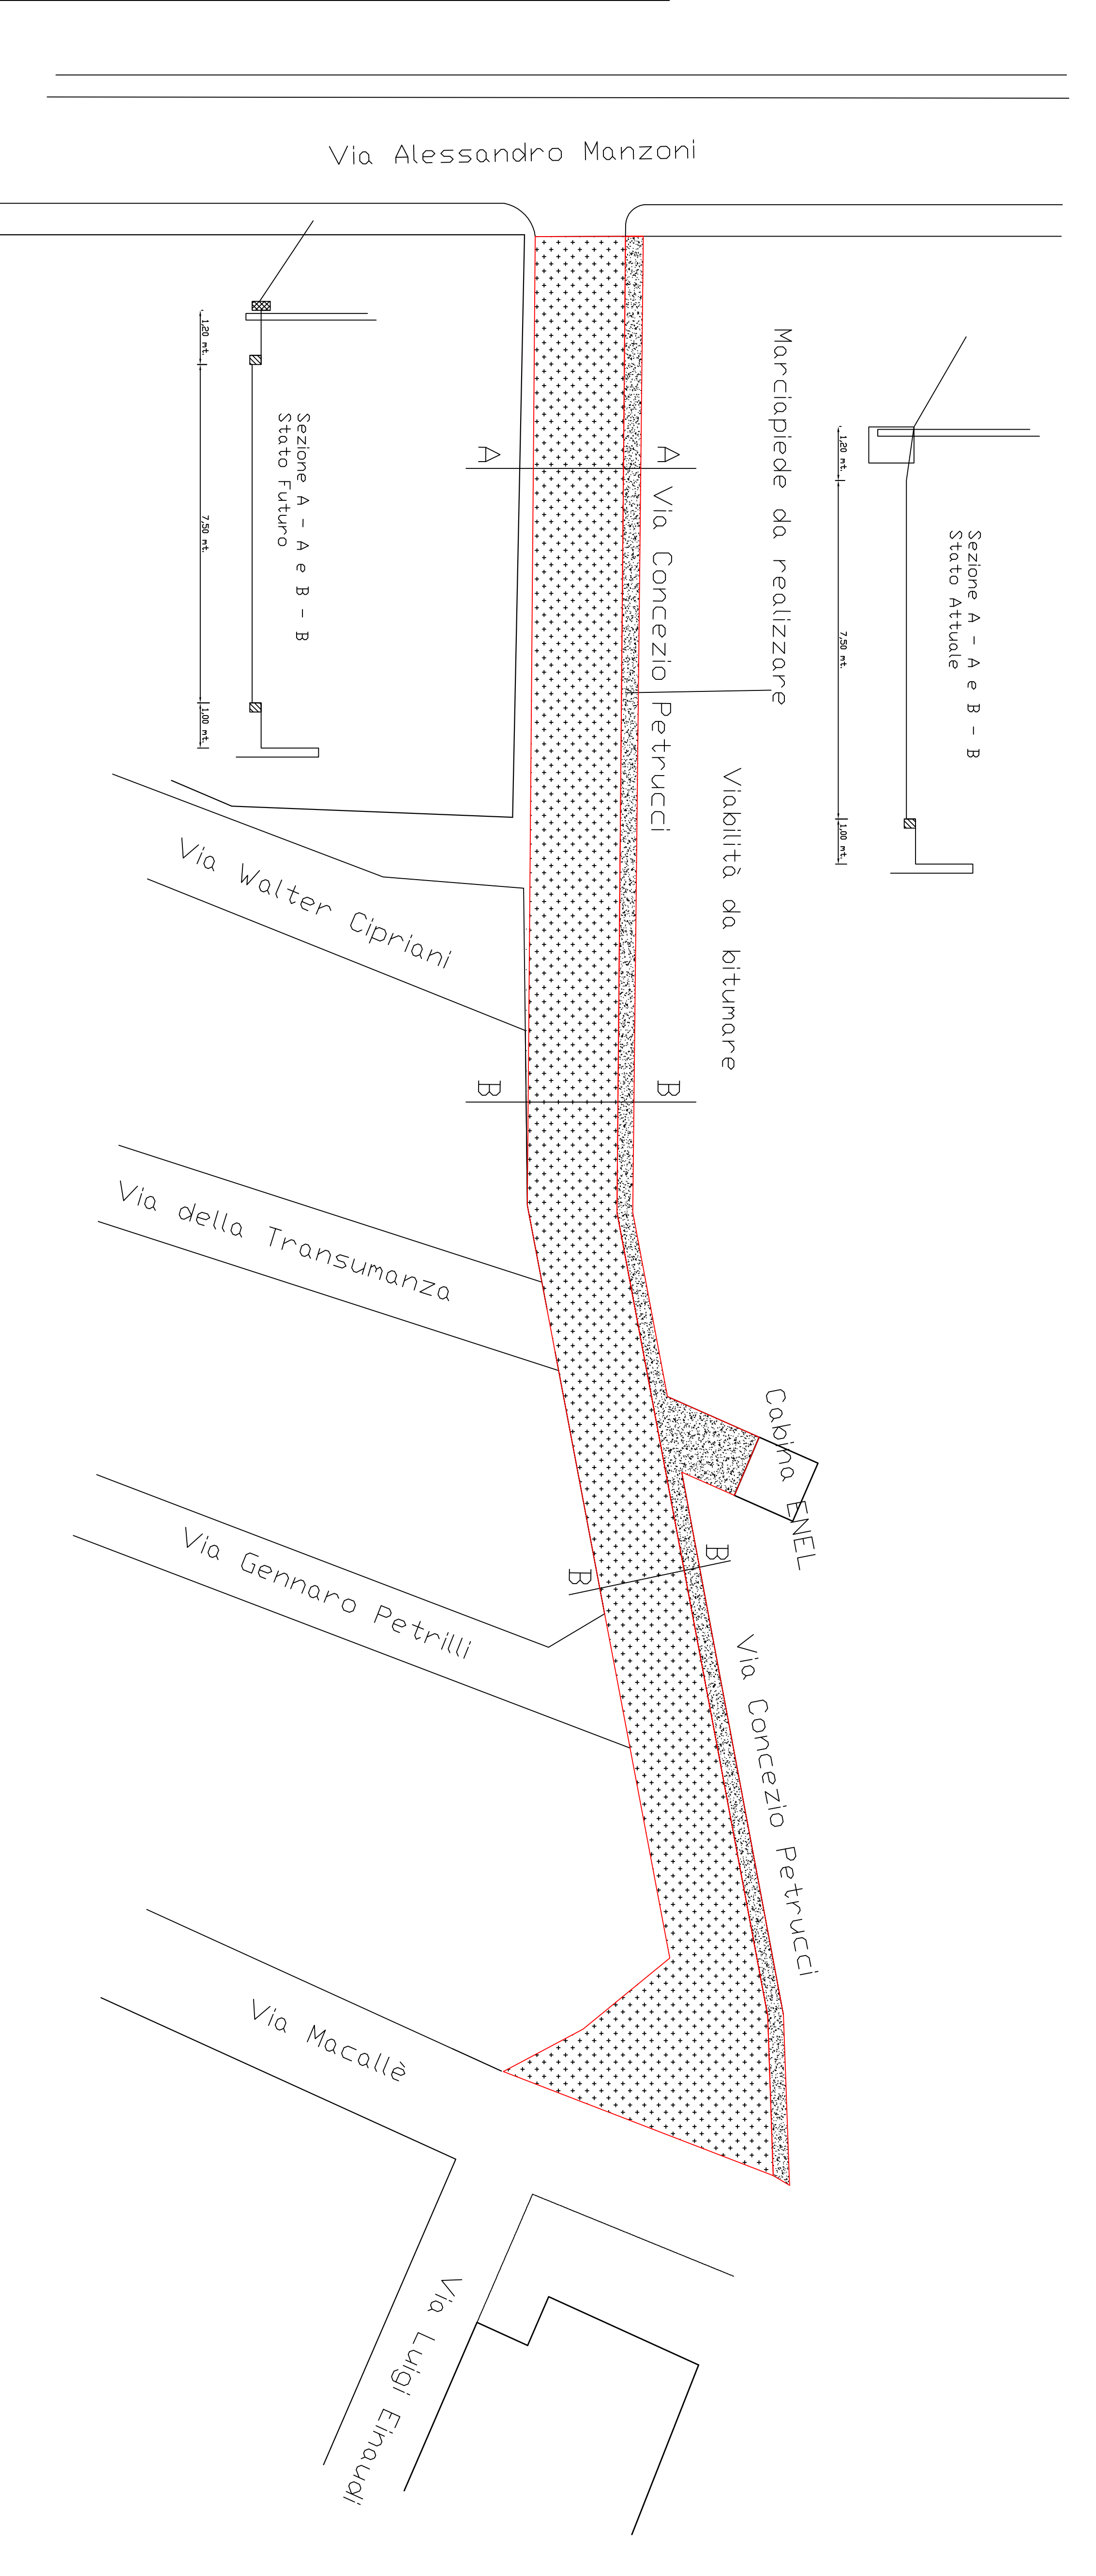 Via Alessandro Manzoni
Sezione A - A e B - B
Stato Attuale
1,20 mt.
7,50 mt.
1,00 mt.
Marciapiede da realizzare
Viabilità da bitumare
Via Concezio Petrucci
Sezione A - A e B - B
Stato Futuro
1,20 mt.
7,50 mt.
1,00 mt.
A
A
Via Walter Cipriani
B
B
Via della Transumanza
Cabina ENEL
B
B
Via Gennaro Petrilli
Via Concezio Petrucci
Via Macallè
Via Luigi Einaudi